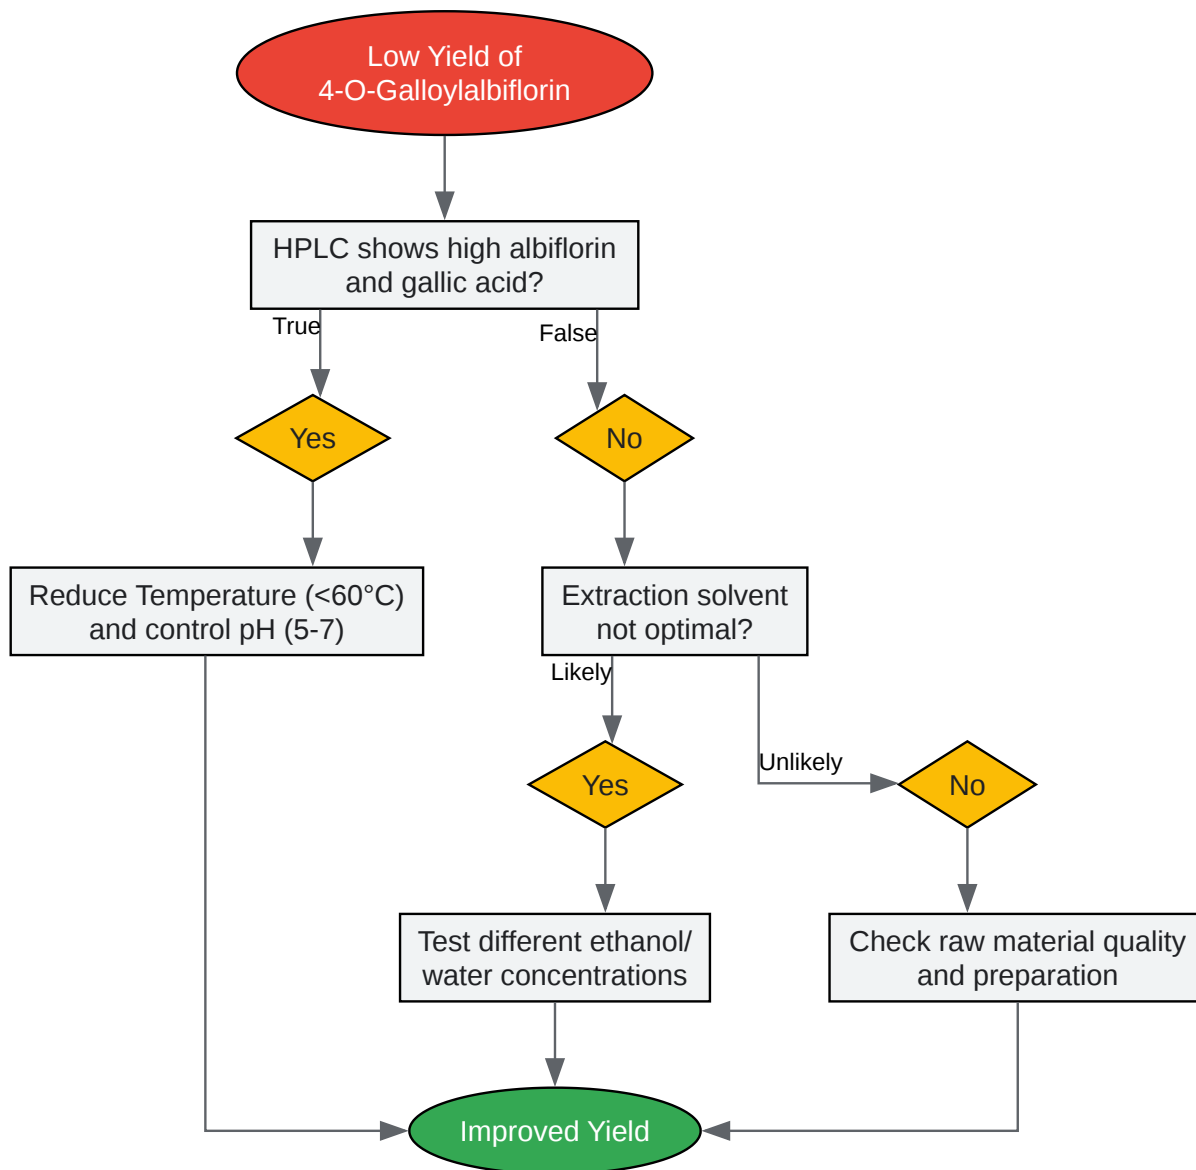 Low Yield of
4-O-Galloylalbiflorin
HPLC shows high albiflorin
and gallic acid?
True
False
Yes
No
Reduce Temperature (<60°C)
and control pH (5-7)
Extraction solvent
not optimal?
Likely
Unlikely
Yes
No
Test different ethanol/
water concentrations
Check raw material quality
and preparation
Improved Yield